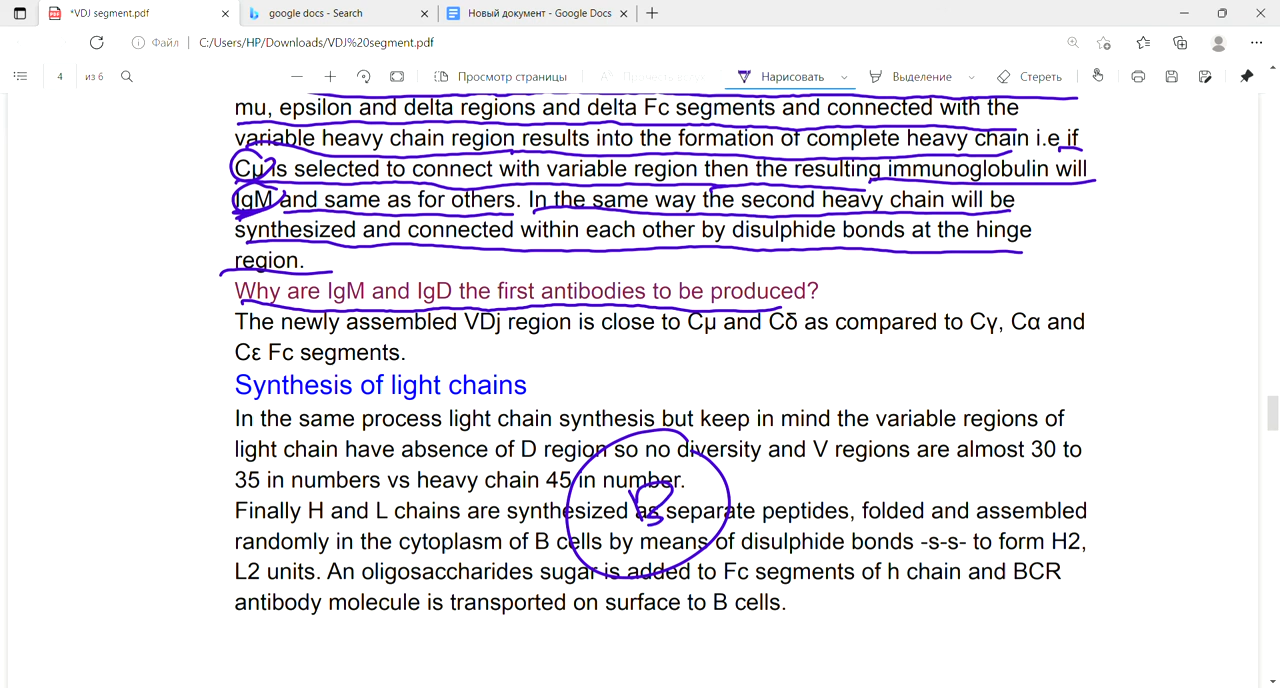 *VDJ segment.pdf
google docs - Search
Новый документ - Google Docs
Файл C:/Users/HP/Downloads/VDJ%20segment.pdf
4 из 6 Просмотр страницы Прочесть вслух Нарисовать Выделение Стереть
mu, epsilon and delta regions and delta Fc segments and connected with the
variable heavy chain region results into the formation of complete heavy chain i.e if
Cμ is selected to connect with variable region then the resulting immunoglobulin will
IgM and same as for others. In the same way the second heavy chain will be
synthesized and connected within each other by disulphide bonds at the hinge
region.
Why are IgM and IgD the first antibodies to be produced?
The newly assembled VDj region is close to Cμ and Cδ as compared to Cγ, Cα and
Cε Fc segments.
Synthesis of light chains
In the same process light chain synthesis but keep in mind the variable regions of
light chain have absence of D region so no diversity and V regions are almost 30 to
35 in numbers vs heavy chain 45 in number.
B
Finally H and L chains are synthesized as separate peptides, folded and assembled
randomly in the cytoplasm of B cells by means of disulphide bonds -s-s- to form H2,
L2 units. An oligosaccharides sugar is added to Fc segments of h chain and BCR
antibody molecule is transported on surface to B cells.